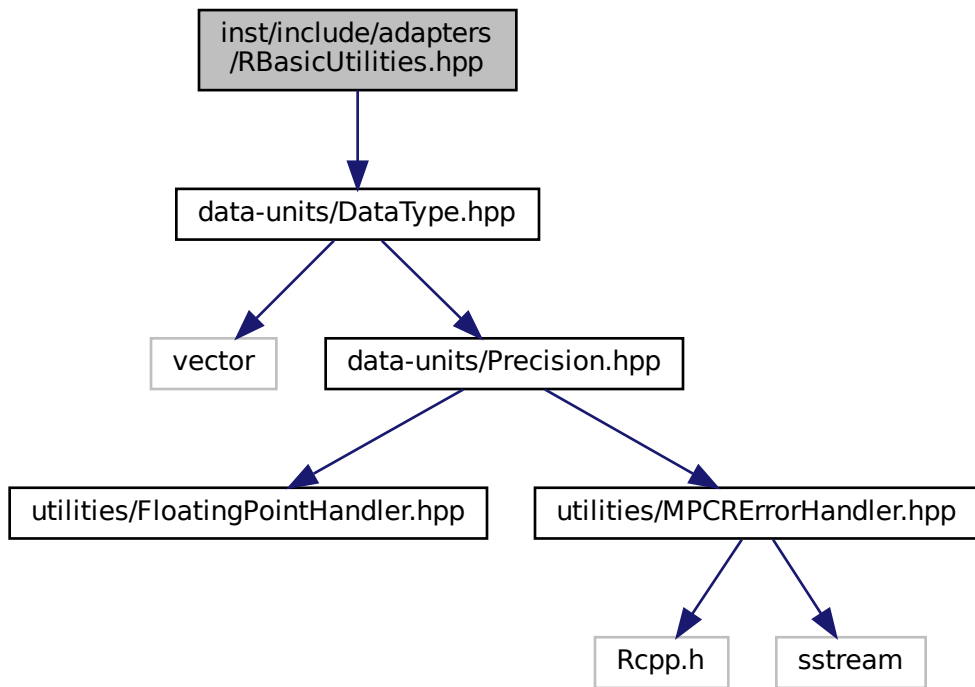 inst/include/adapters
/RBasicUtilities.hpp
data-units/DataType.hpp
vector
data-units/Precision.hpp
utilities/FloatingPointHandler.hpp
utilities/MPCRErrorHandler.hpp
Rcpp.h
sstream